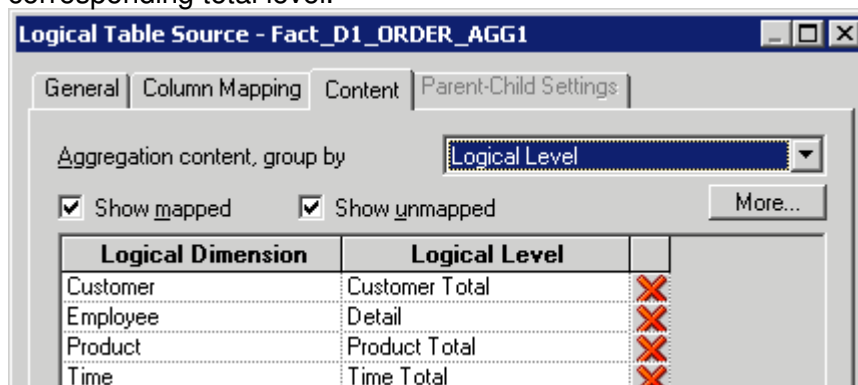 corresponding total level.
Logical Table Source - Fact_D1_ORDER_AGG1
General Column Mapping Content Parent-Child Settings
Aggregation content, group by Logical Level
Show mapped Show unmapped More...
Logical Dimension Logical Level
Customer Customer Total
Employee Detail
Product Product Total
Time Time Total